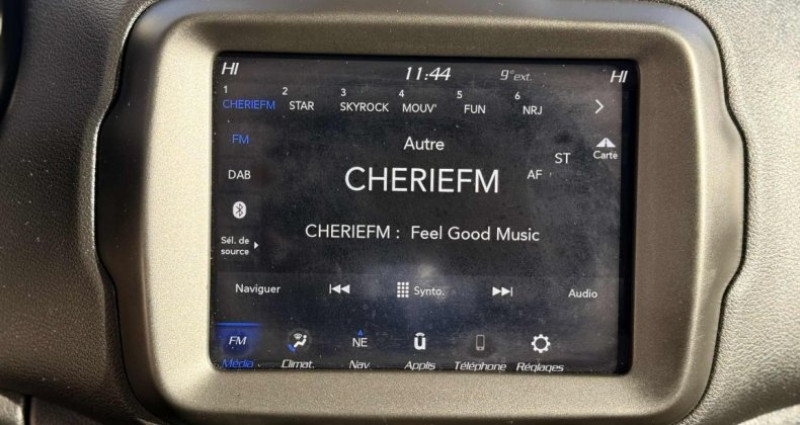 HI 11:44 9°ext. HI
1 2 3 4 5 6
CHERIEFM STAR SKYROCK MOUV' FUN NRJ
FM Autre Carte
ST
DAB CHERIEFM AF
Sél. de source
CHERIEFM : Feel Good Music
Naviguer Synto. Audio
FM NE
Média Climat. Nav Applis Téléphone Réglages